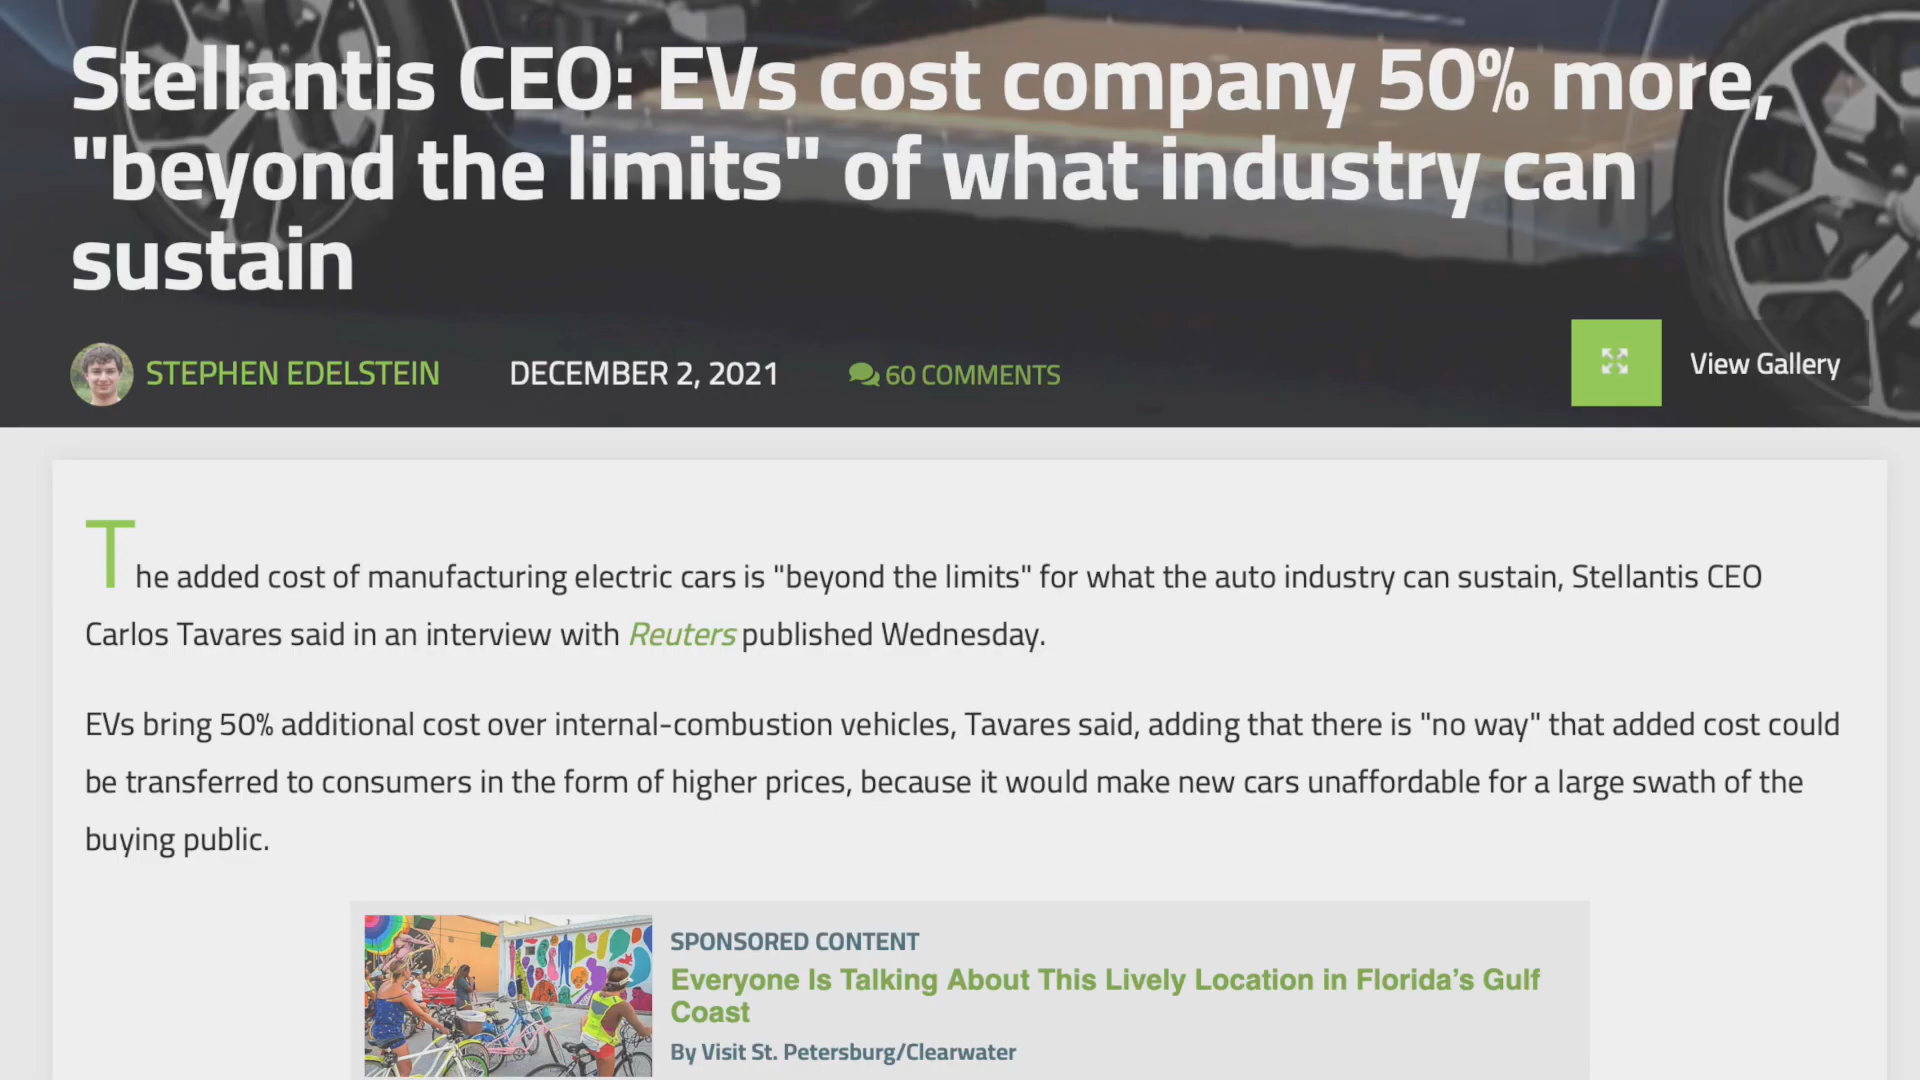 Stellantis CEO: EVs cost company 50% more,
"beyond the limits" of what industry can
sustain
STEPHEN EDELSTEIN
DECEMBER 2, 2021
60 COMMENTS
View Gallery
The added cost of manufacturing electric cars is "beyond the limits" for what the auto industry can sustain, Stellantis CEO
Carlos Tavares said in an interview with Reuters published Wednesday.
EVs bring 50% additional cost over internal-combustion vehicles, Tavares said, adding that there is "no way" that added cost could
be transferred to consumers in the form of higher prices, because it would make new cars unaffordable for a large swath of the
buying public.
SPONSORED CONTENT
Everyone Is Talking About This Lively Location in Florida’s Gulf
Coast
By Visit St. Petersburg/Clearwater